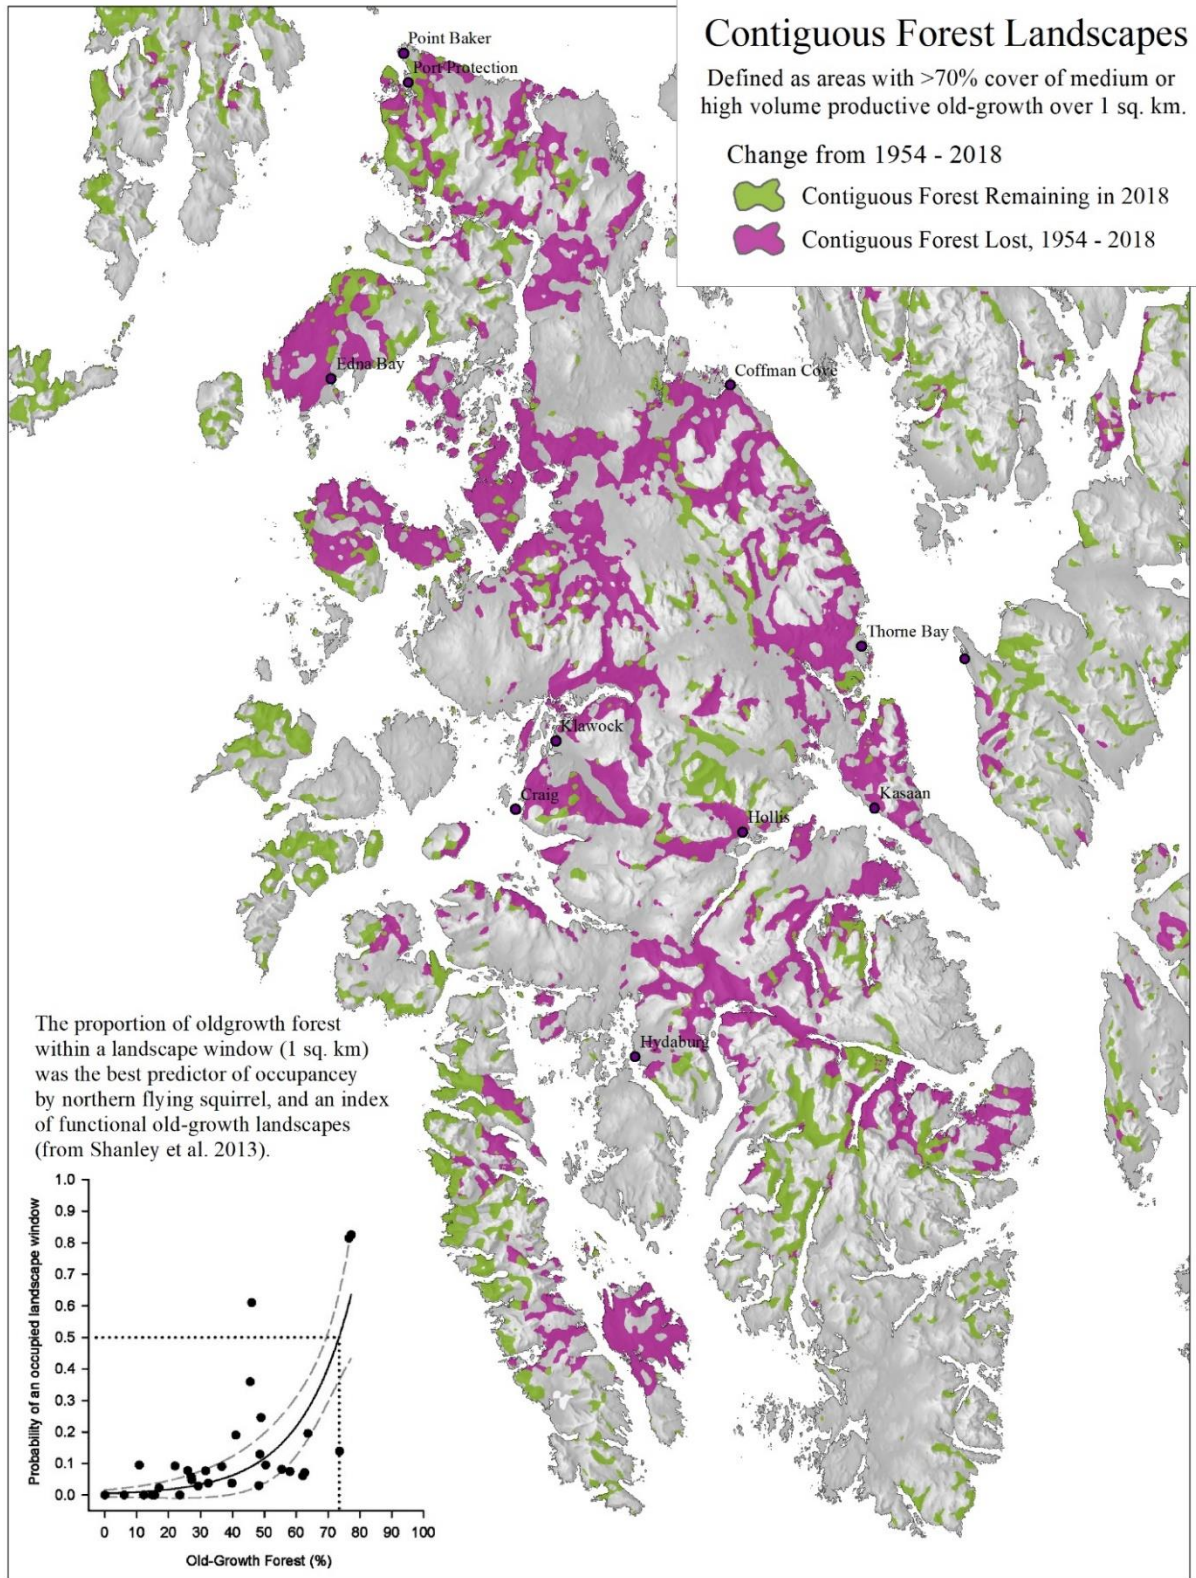 Contiguous Forest Landscapes
Defined as areas with >70% cover of medium or
high volume productive old-growth over 1 sq. km.
Change from 1954 - 2018
Contiguous Forest Remaining in 2018
Contiguous Forest Lost, 1954 - 2018
Point Baker
Port Protection
Edna Bay
Coffman Cove
Thorne Bay
Klawock
Craig
Kasaan
Hollis
Hydaburg
The proportion of oldgrowth forest
within a landscape window (1 sq. km)
was the best predictor of occupancey
by northern flying squirrel, and an index
of functional old-growth landscapes
(from Shanley et al. 2013).
Probability of an occupied landscape window
1.0
0.9
0.8
0.7
0.6
0.5
0.4
0.3
0.2
0.1
0.0
0 10 20 30 40 50 60 70 80 90 100
Old-Growth Forest (%)